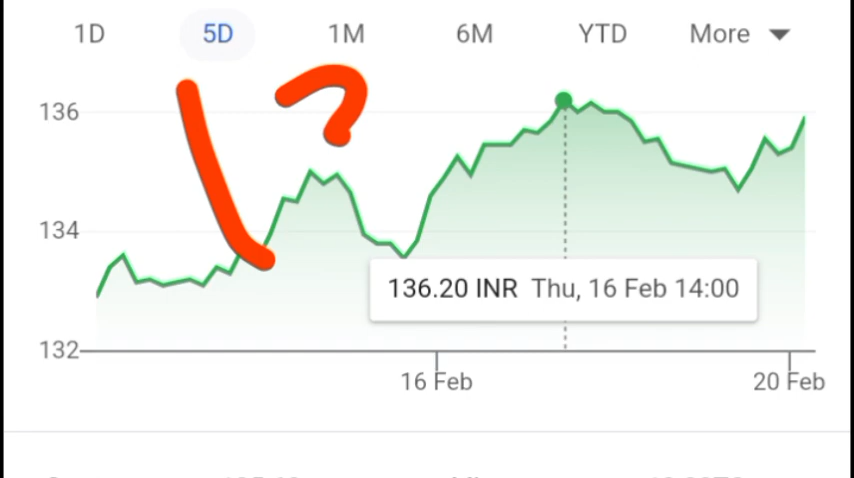 1D 5D 1M 6M YTD More
136
134
136.20 INR Thu, 16 Feb 14:00
132
16 Feb 20 Feb